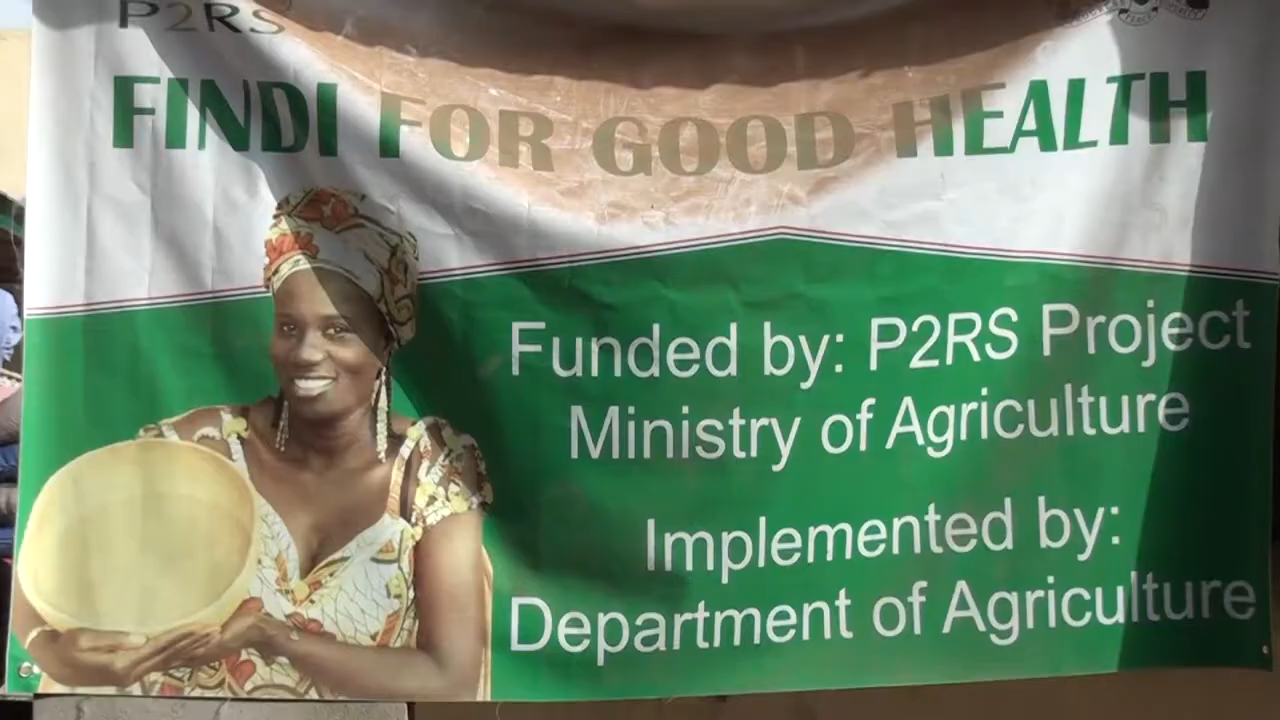 P2RS
FINDI FOR GOOD HEALTH
Funded by: P2RS Project
Ministry of Agriculture
Implemented by:
Department of Agriculture